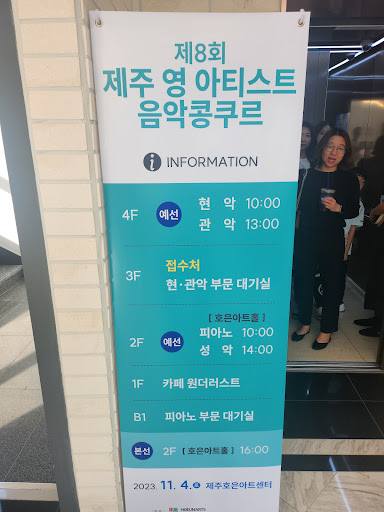 제8회
제주 영 아티스트
음악콩쿠르
i INFORMATION
4F 예선 현 악 10:00
관 악 13:00
3F 접수처
현·관악 부문 대기실
[ 호은아트홀 ]
2F 예선 피아노 10:00
성 악 14:00
1F 카페 원더러스트
B1 피아노 부문 대기실
본선 2F [ 호은아트홀 ] 16:00
2023. 11. 4. 토 제주호은아트센터
HOEUNARTS